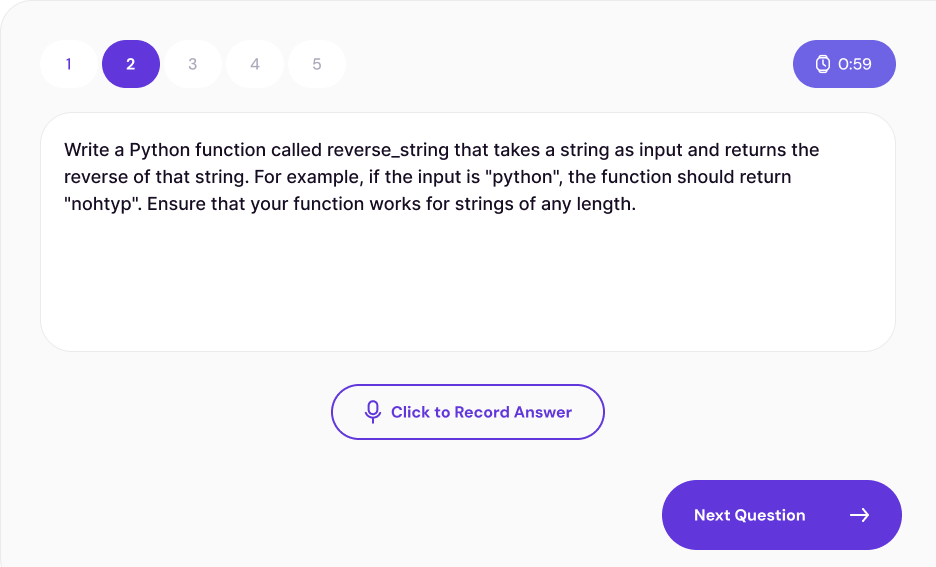 1 2 3 4 5 0:59
Write a Python function called reverse_string that takes a string as input and returns the
reverse of that string. For example, if the input is "python", the function should return
"nohtyp". Ensure that your function works for strings of any length.
Click to Record Answer
Next Question